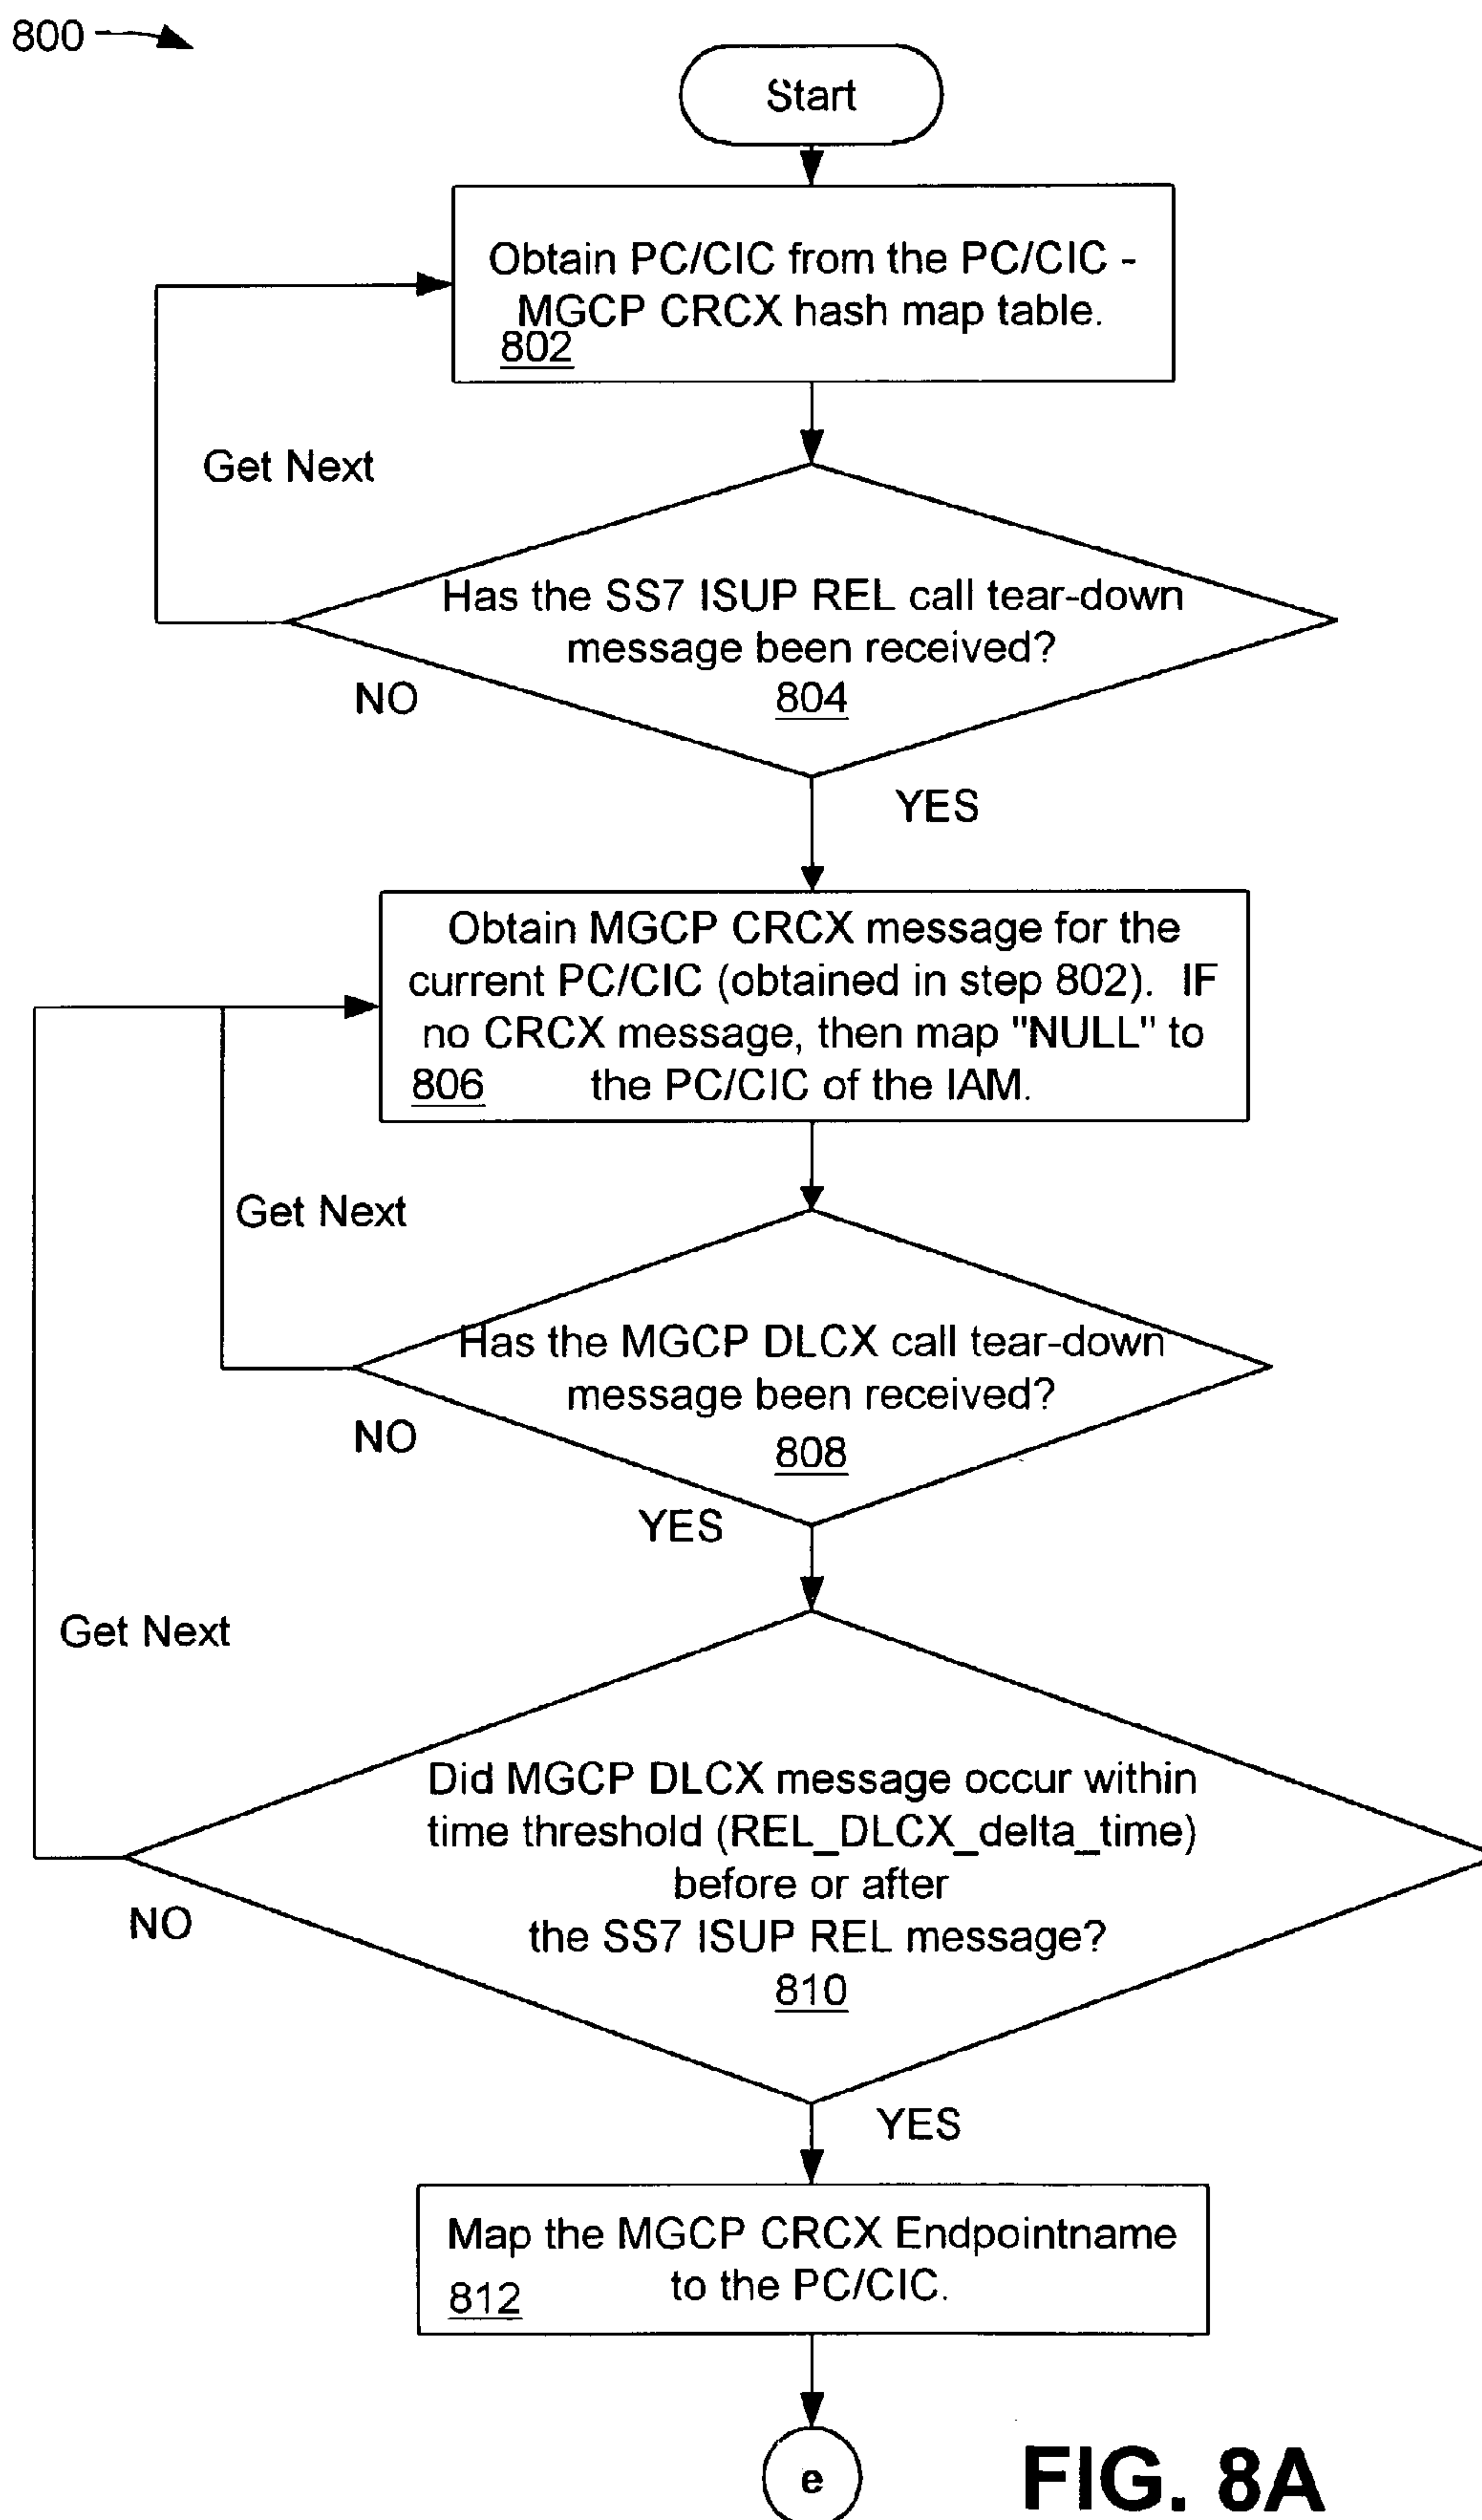 800
Start
Obtain PC/CIC from the PC/CIC -
MGCP CRCX hash map table.
802
Get Next
Has the SS7 ISUP REL call tear-down
message been received?
804
NO
YES
Obtain MGCP CRCX message for the
current PC/CIC (obtained in step 802).  IF
no CRCX message, then map "NULL" to
806 the PC/CIC of the IAM.
Get Next
Has the MGCP DLCX call tear-down
message been received?
808
NO
YES
Get Next
Did MGCP DLCX message occur within
time threshold (REL_DLCX_delta_time)
before or after
the SS7 ISUP REL message?
810
NO
YES
Map the MGCP CRCX Endpointname
812 to the PC/CIC.
e
FIG. 8A